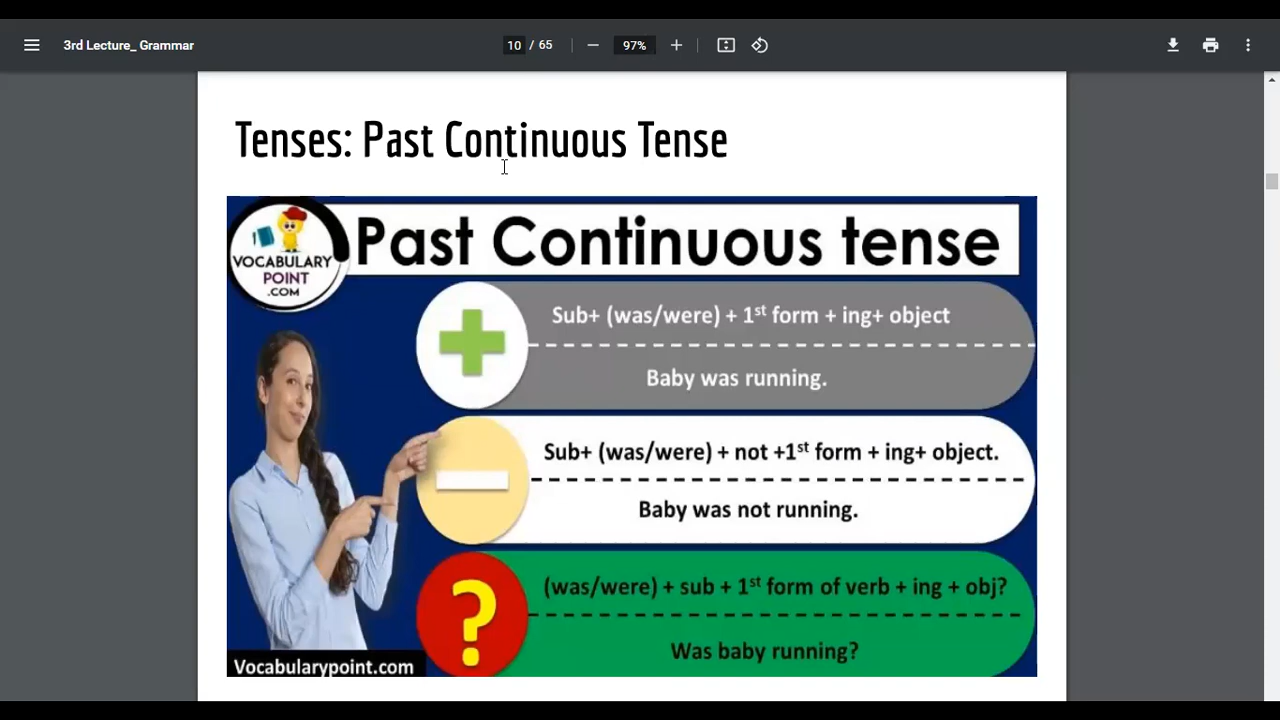 3rd Lecture_ Grammar
10 / 65
97%
Tenses: Past Continuous Tense
VOCABULARY
POINT
.COM
Past Continuous tense
Sub+ (was/were) + 1st form + ing+ object
Baby was running.
Sub+ (was/were) + not +1st form + ing+ object.
Baby was not running.
(was/were) + sub + 1st form of verb + ing + obj?
Was baby running?
Vocabularypoint.com